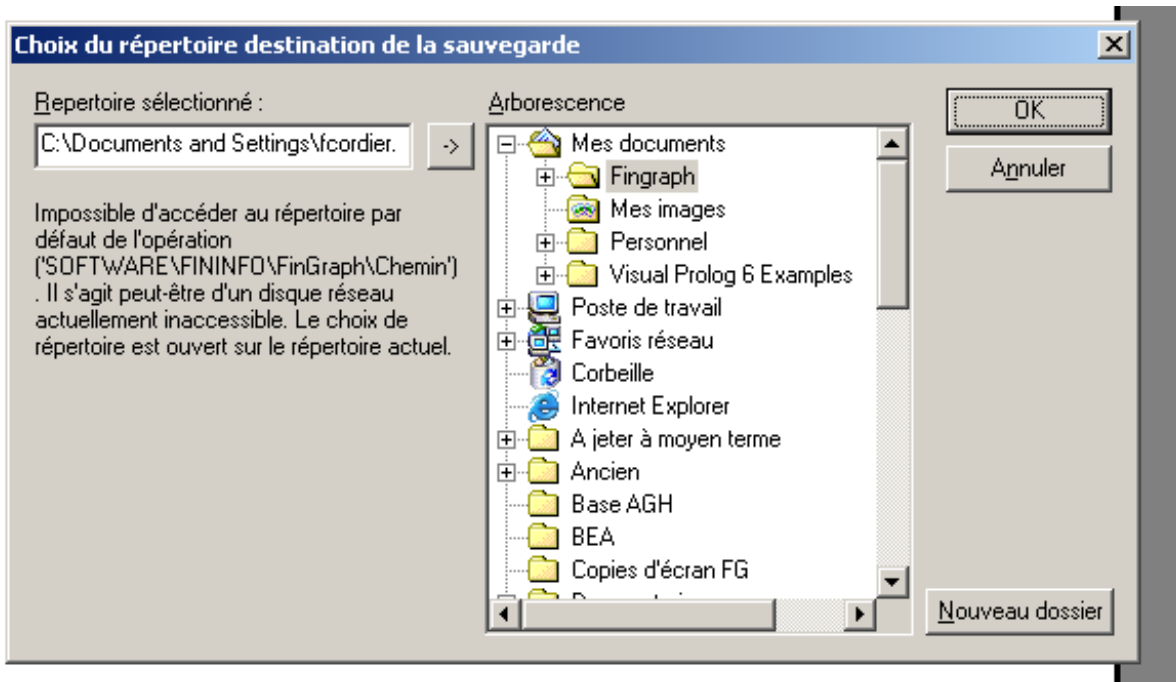 Choix du répertoire destination de la sauvegarde
Repertoire sélectionné :
C:\Documents and Settings\fcordier.
->
Impossible d'accéder au répertoire par
défaut de l'opération
('SOFTWARE\FININFO\FinGraph\Chemin')
. Il s'agit peut-être d'un disque réseau
actuellement inaccessible. Le choix de
répertoire est ouvert sur le répertoire actuel.
Arborescence
Mes documents
Fingraph
Mes images
Personnel
Visual Prolog 6 Examples
Poste de travail
Favoris réseau
Corbeille
Internet Explorer
A jeter à moyen terme
Ancien
Base AGH
BEA
Copies d'écran FG
OK
Annuler
Nouveau dossier